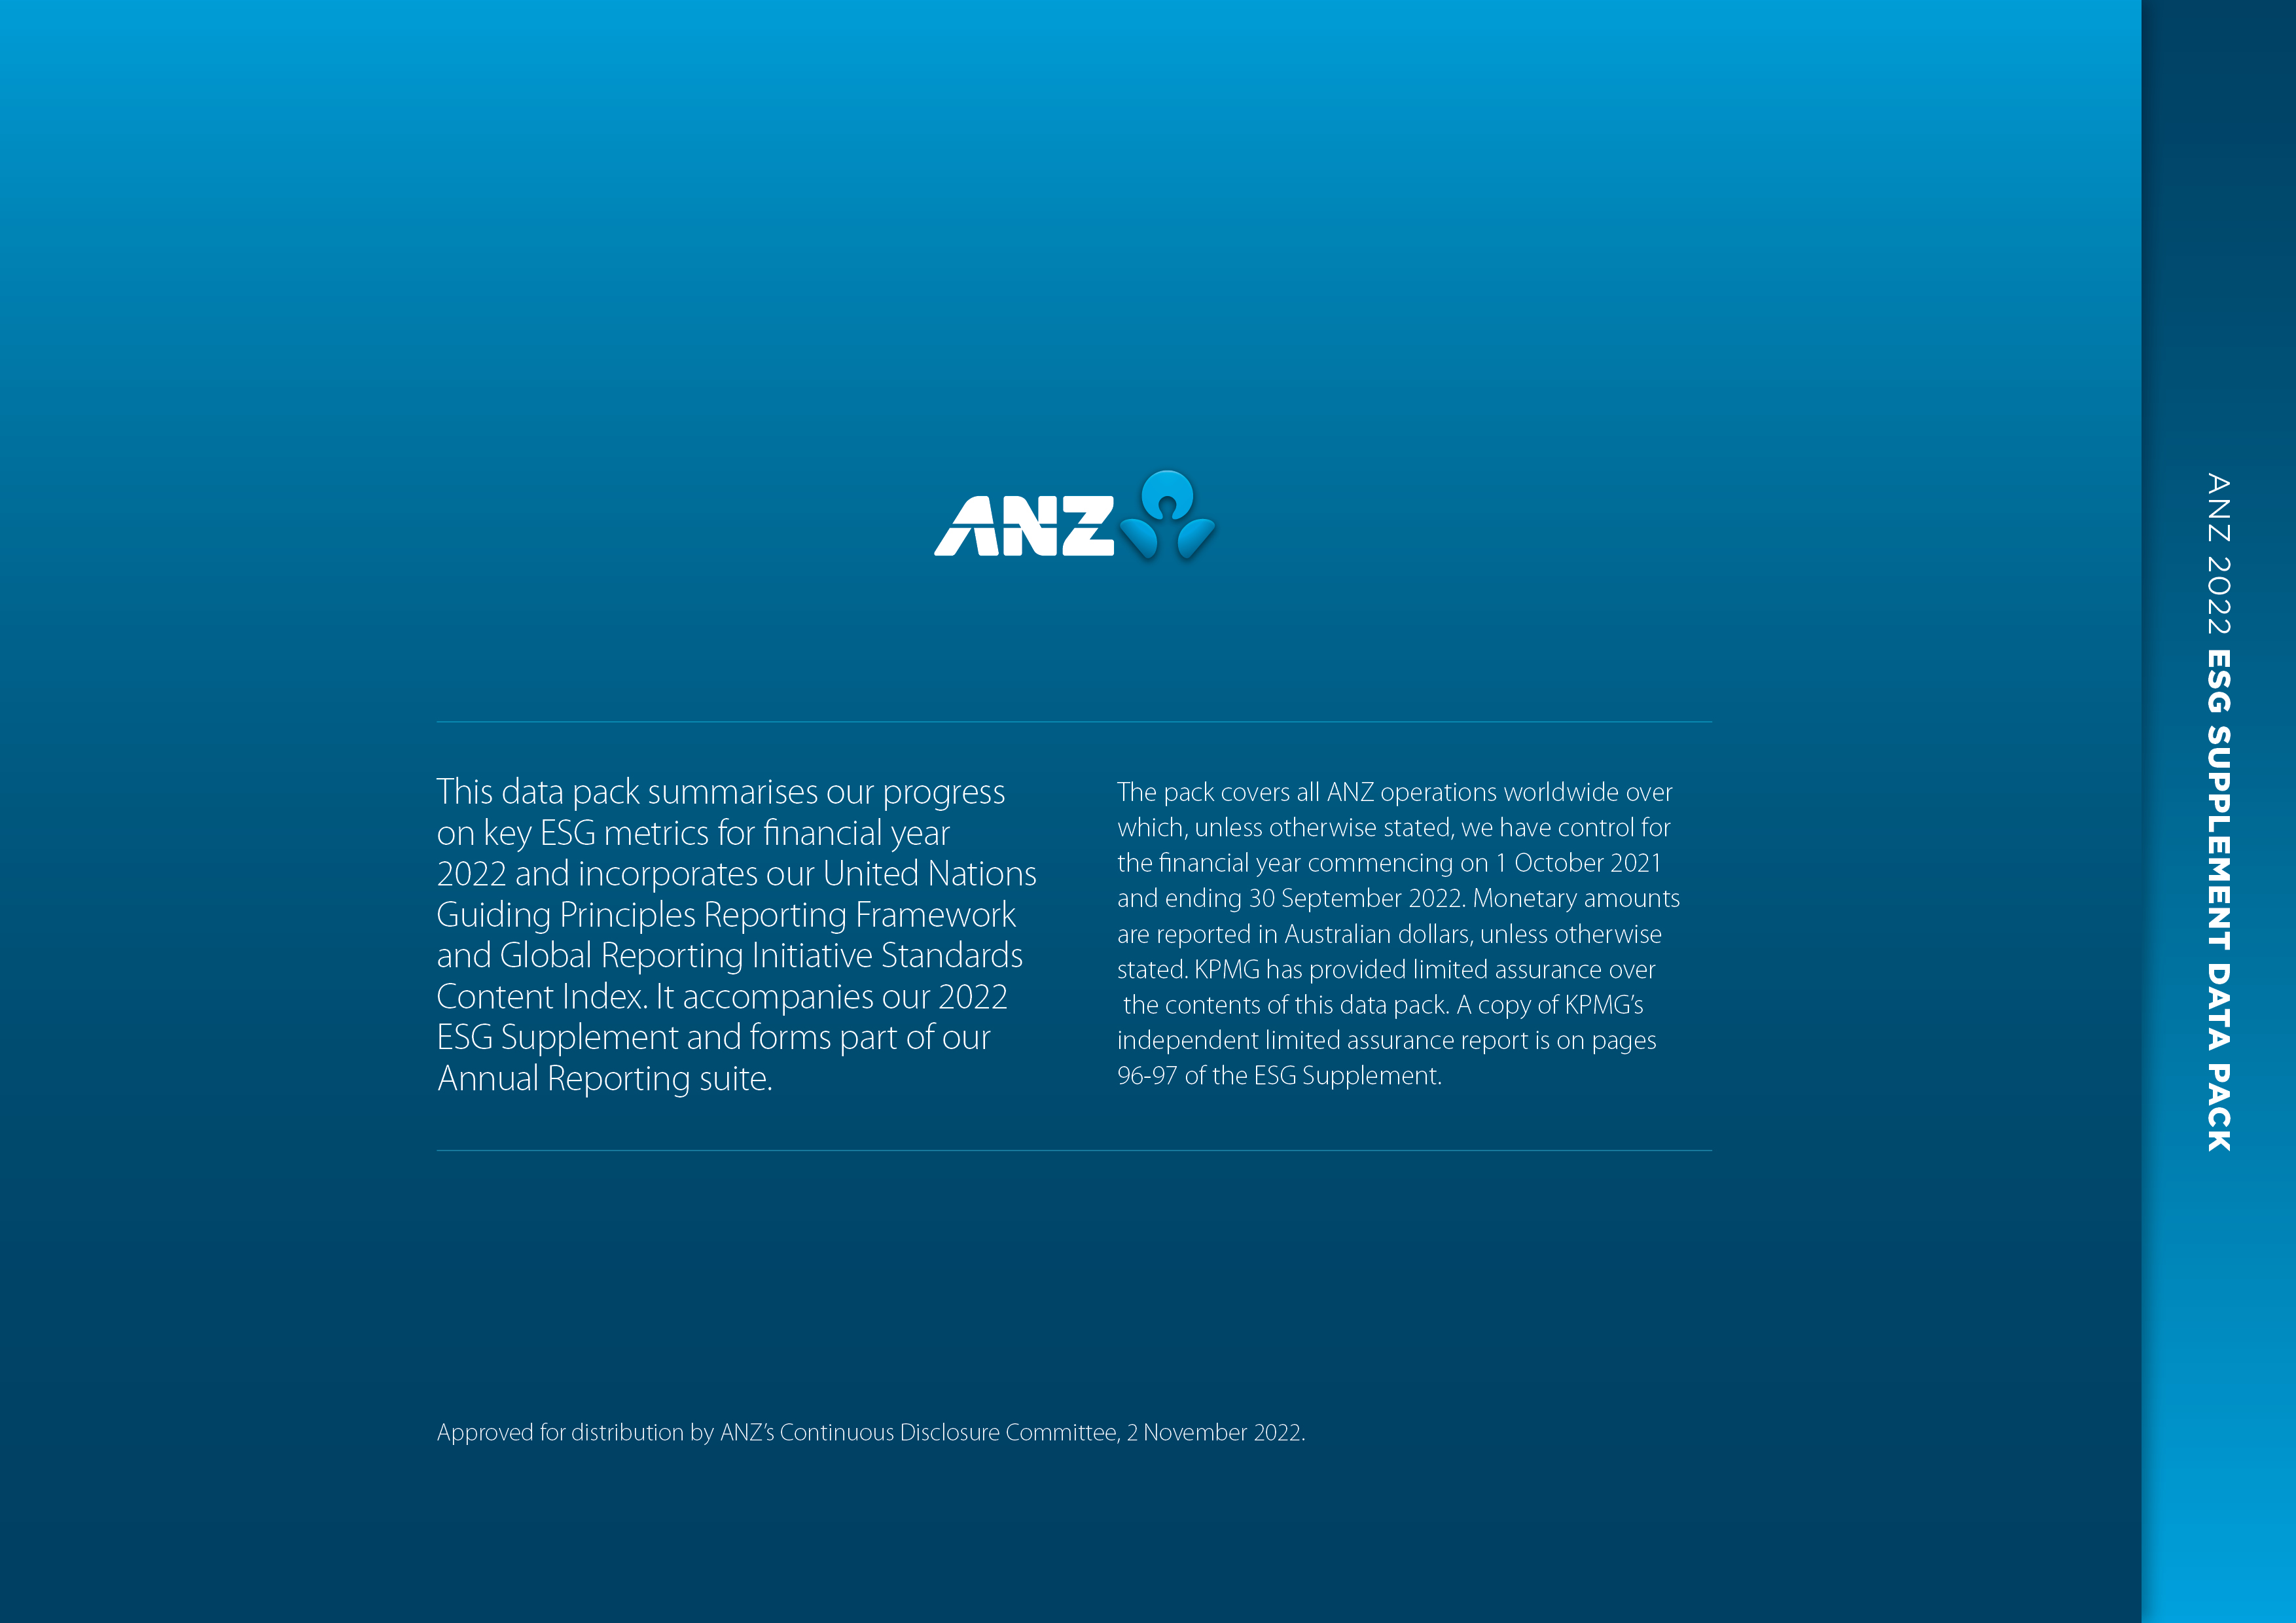 ANZ
This data pack summarises our progress
on key ESG metrics for financial year
2022 and incorporates our United Nations
Guiding Principles Reporting Framework
and Global Reporting Initiative Standards
Content Index. It accompanies our 2022
ESG Supplement and forms part of our
Annual Reporting suite.
The pack covers all ANZ operations worldwide over
which, unless otherwise stated, we have control for
the financial year commencing on 1 October 2021
and ending 30 September 2022. Monetary amounts
are reported in Australian dollars, unless otherwise
stated. KPMG has provided limited assurance over
the contents of this data pack. A copy of KPMG’s
independent limited assurance report is on pages
96-97 of the ESG Supplement.
Approved for distribution by ANZ’s Continuous Disclosure Committee, 2 November 2022.
ANZ 2022 ESG SUPPLEMENT DATA PACK